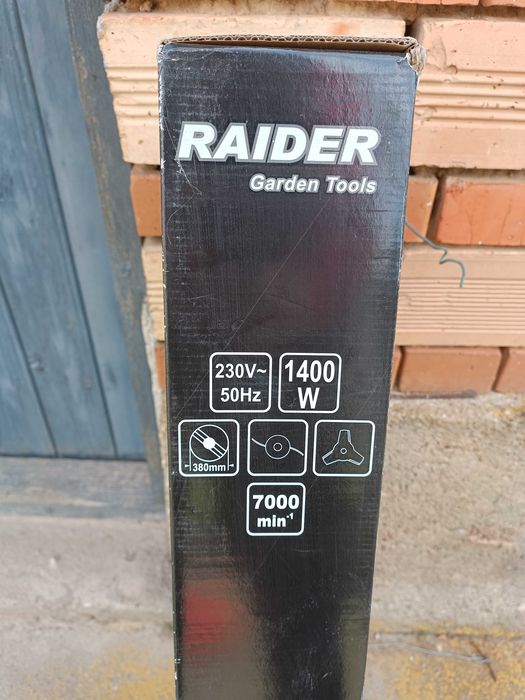 RAIDER
Garden Tools
230V~
50Hz
1400
W
380mm
7000
min⁻¹